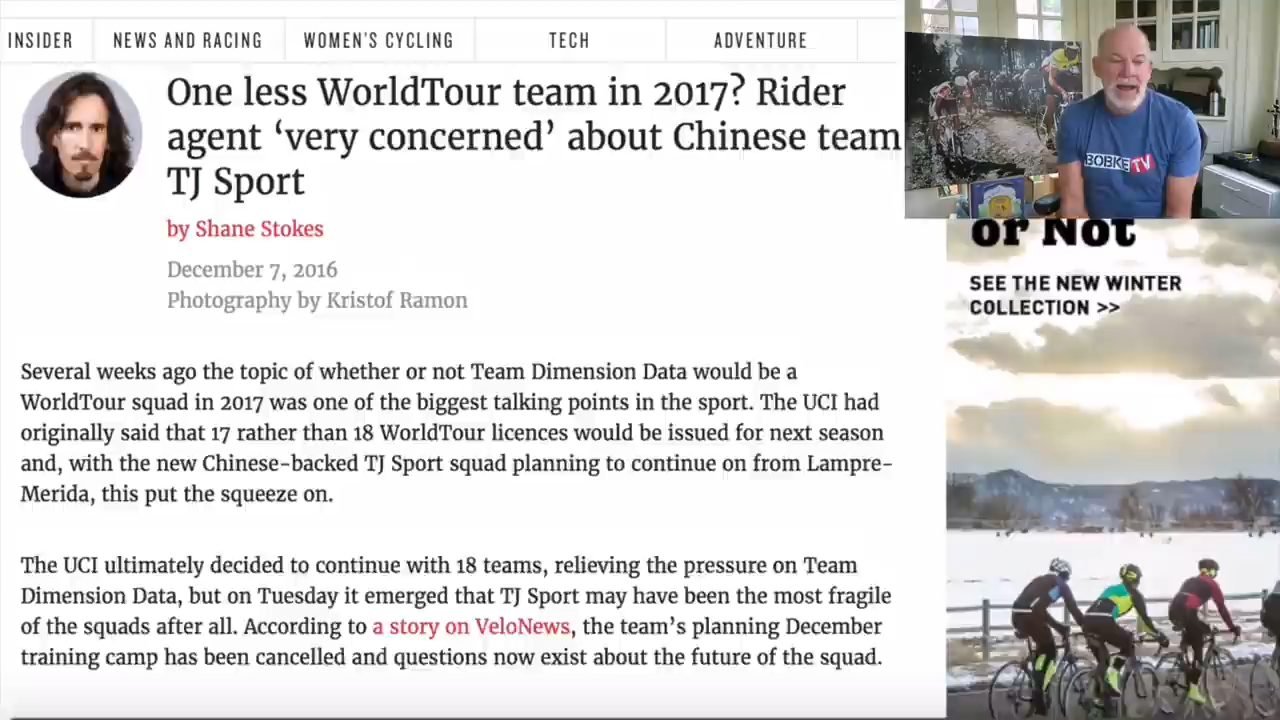 INSIDER
NEWS AND RACING
WOMEN'S CYCLING
TECH
ADVENTURE
One less WorldTour team in 2017? Rider
agent ‘very concerned’ about Chinese team
TJ Sport
by Shane Stokes
December 7, 2016
Photography by Kristof Ramon
Several weeks ago the topic of whether or not Team Dimension Data would be a
WorldTour squad in 2017 was one of the biggest talking points in the sport. The UCI had
originally said that 17 rather than 18 WorldTour licences would be issued for next season
and, with the new Chinese-backed TJ Sport squad planning to continue on from Lampre-
Merida, this put the squeeze on.
The UCI ultimately decided to continue with 18 teams, relieving the pressure on Team
Dimension Data, but on Tuesday it emerged that TJ Sport may have been the most fragile
of the squads after all. According to a story on VeloNews, the team’s planning December
training camp has been cancelled and questions now exist about the future of the squad.
BOBKE TV
or Not
SEE THE NEW WINTER
COLLECTION >>